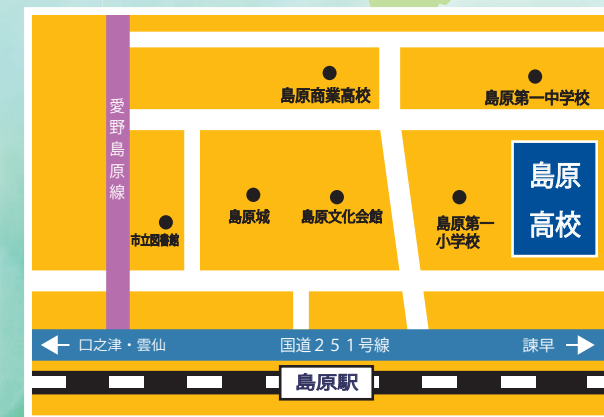 島原商業高校
島原第一中学校
愛野島原線
島原
高校
島原城
島原文化会館
島原第一
小学校
市立図書館
口之津・雲仙
国道251号線
諫早
島原駅